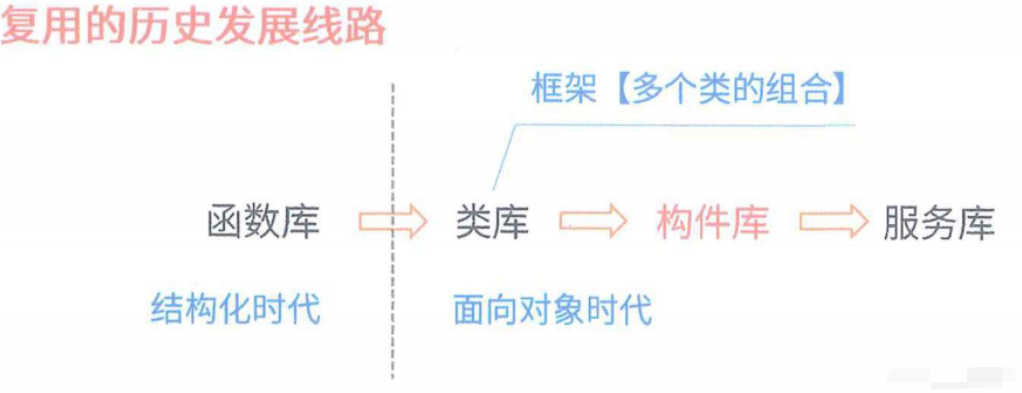 复用的历史发展线路
框架【多个类的组合】
函数库 类库 构件库 服务库
结构化时代 面向对象时代